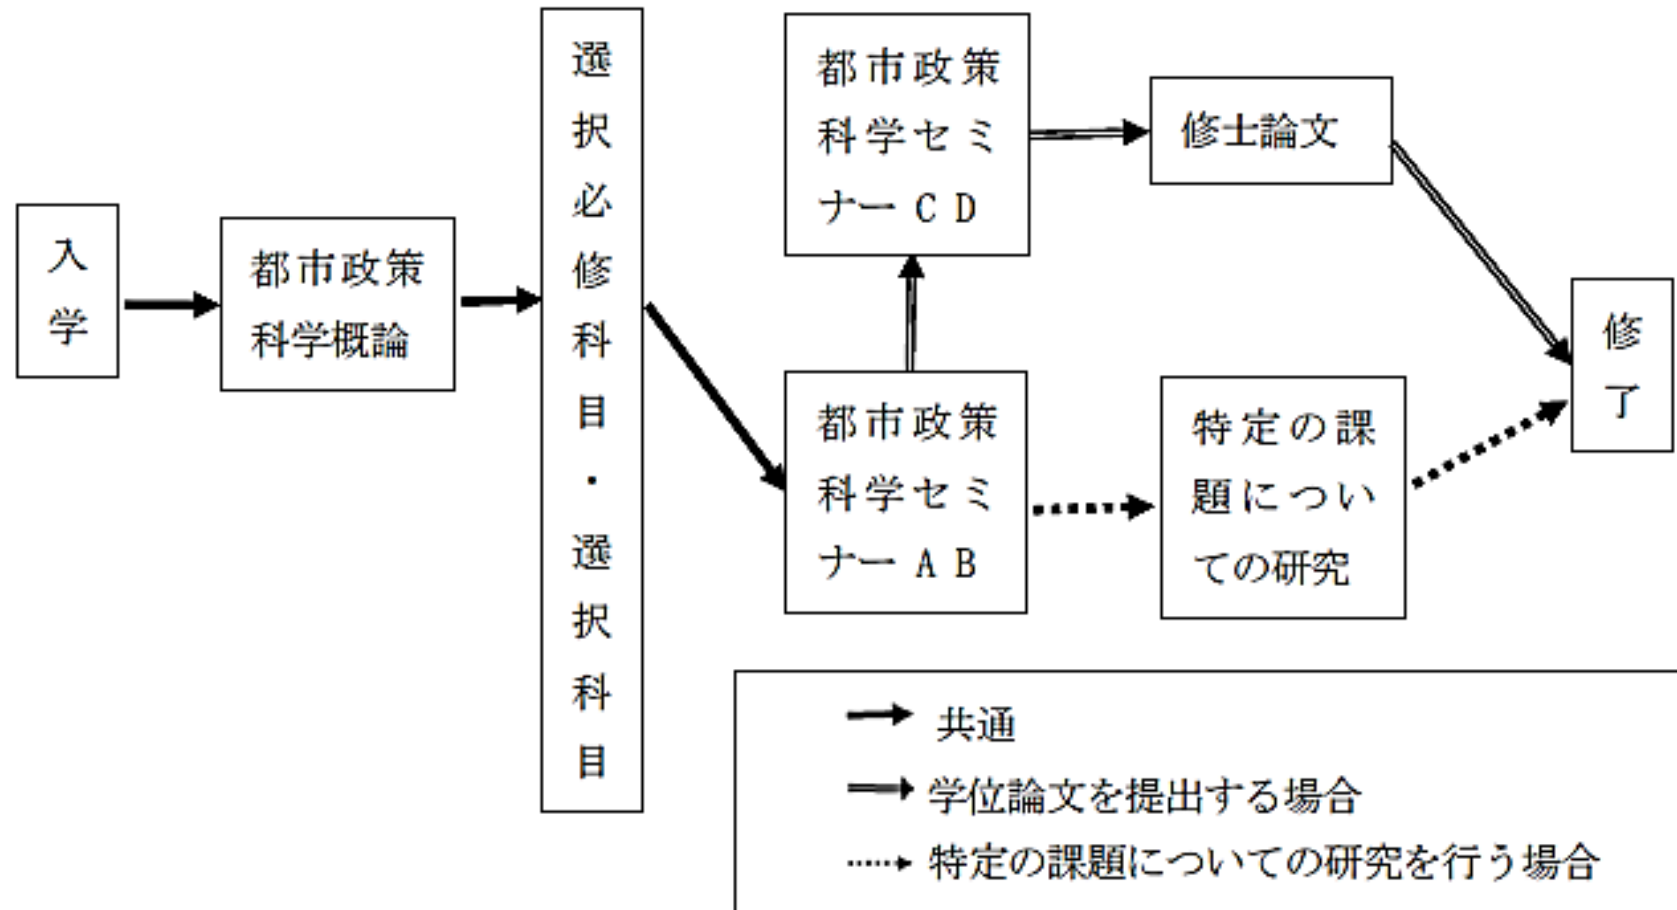 入
学
都市政策
科学概論
選
択
必
修
科
目
・
選
択
科
目
都市政策
科学セミ
ナーＣＤ
修士論文
都市政策
科学セミ
ナーＡＢ
特定の課
題につい
ての研究
修
了
共通
学位論文を提出する場合
特定の課題についての研究を行う場合